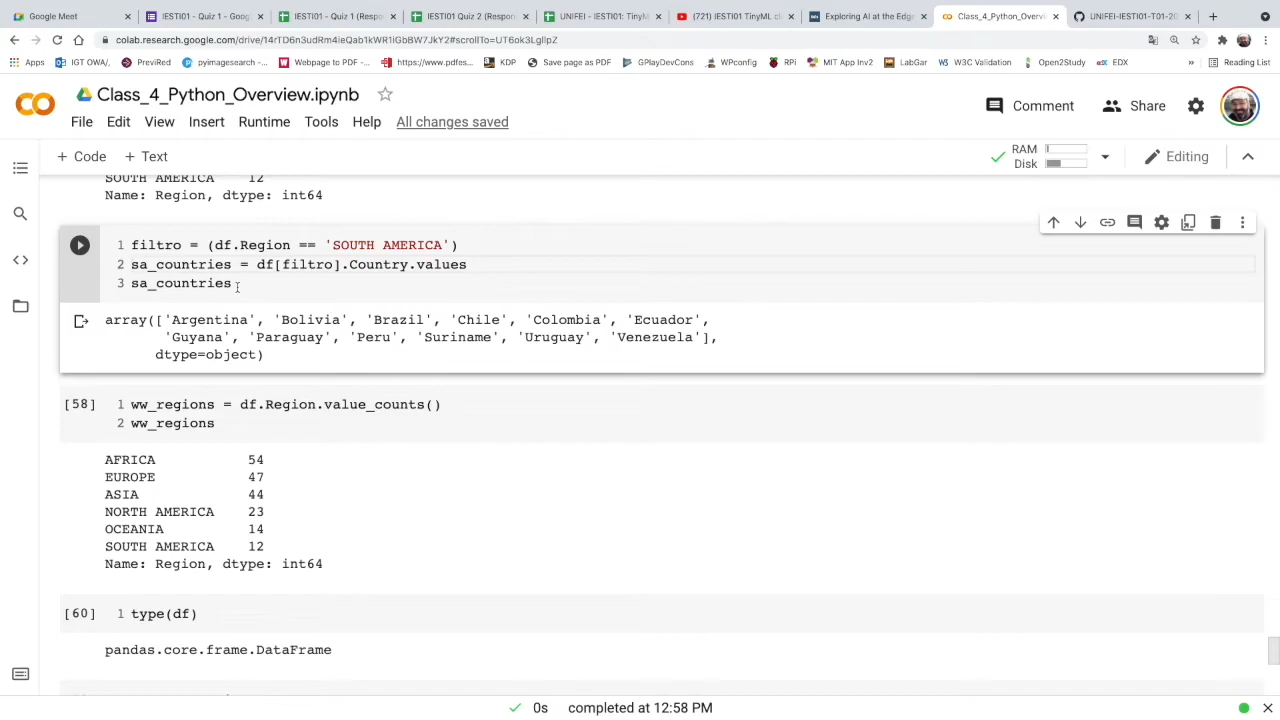 Google Meet
IESTI01 - Quiz 1 - Goog
IESTI01 - Quiz 1 (Respon
IESTI01 Quiz 2 (Respons
UNIFEI - IESTI01: TinyM
(721) IESTI01 TinyML c
Exploring AI at the Edge
Class_4_Python_Overvi
UNIFEI-IESTI01-T01-20
colab.research.google.com/drive/14rTD6n3udRm4IeQab1kWR1iGbBW7JkY2#scrollTo=UT6ok3LglIpZ
Apps
IGT OWA/,
PreviRed
pyimagesearch -...
Webpage to PDF -...
https://www.pdfes...
KDP
Save page as PDF
GPlayDevCons
WPconfig
RPi
MIT App Inv2
LabGar
W3C Validation
Open2Study
EDX
»
Reading List
Class_4_Python_Overview.ipynb
Comment
Share
File Edit View Insert Runtime Tools Help All changes saved
+ Code + Text
RAM
Disk
Editing
SOUTH AMERICA 12
Name: Region, dtype: int64
1 filtro = (df.Region == 'SOUTH AMERICA')
2 sa_countries = df[filtro].Country.values
3 sa_countries
array(['Argentina', 'Bolivia', 'Brazil', 'Chile', 'Colombia', 'Ecuador',
'Guyana', 'Paraguay', 'Peru', 'Suriname', 'Uruguay', 'Venezuela'],
dtype=object)
[58] 1 ww_regions = df.Region.value_counts()
2 ww_regions
AFRICA 54
EUROPE 47
ASIA 44
NORTH AMERICA 23
OCEANIA 14
SOUTH AMERICA 12
Name: Region, dtype: int64
[60] 1 type(df)
pandas.core.frame.DataFrame
0s completed at 12:58 PM